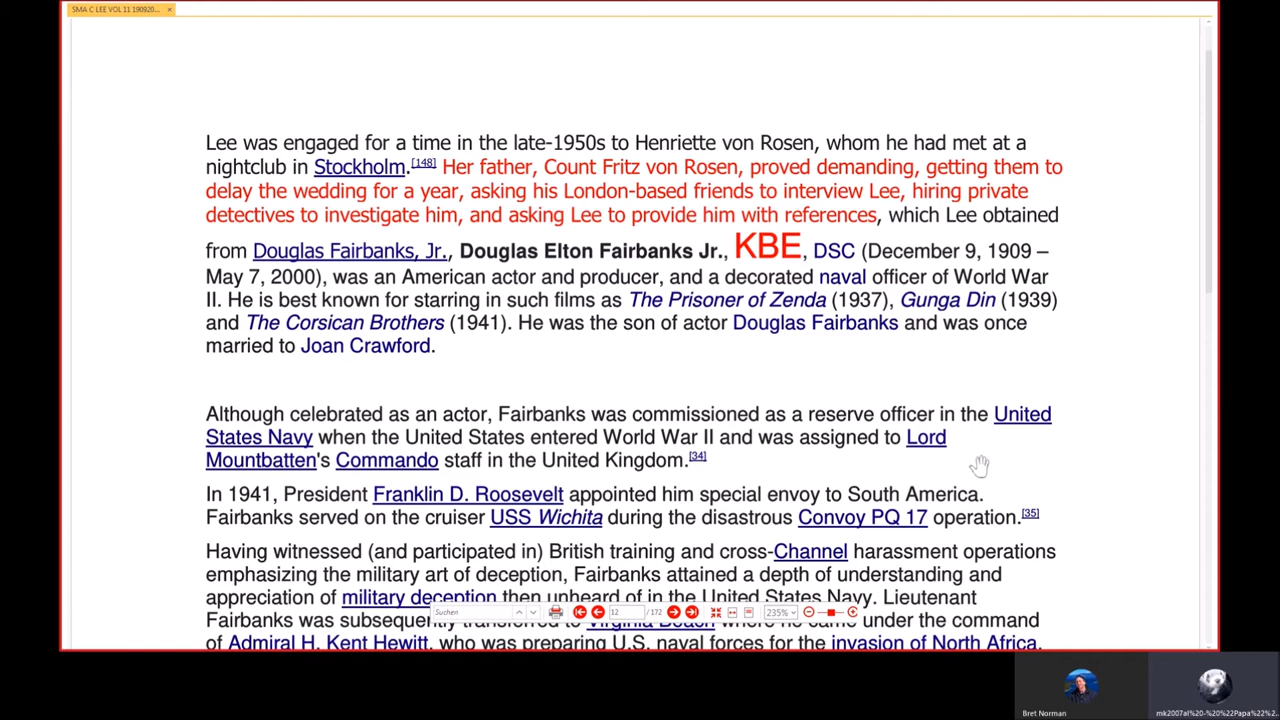 SMA C LEE VOL 11 190920... ×
Lee was engaged for a time in the late-1950s to Henriette von Rosen, whom he had met at a
nightclub in Stockholm.[148] Her father, Count Fritz von Rosen, proved demanding, getting them to
delay the wedding for a year, asking his London-based friends to interview Lee, hiring private
detectives to investigate him, and asking Lee to provide him with references, which Lee obtained
from Douglas Fairbanks, Jr., Douglas Elton Fairbanks Jr., KBE, DSC (December 9, 1909 –
May 7, 2000), was an American actor and producer, and a decorated naval officer of World War
II. He is best known for starring in such films as The Prisoner of Zenda (1937), Gunga Din (1939)
and The Corsican Brothers (1941). He was the son of actor Douglas Fairbanks and was once
married to Joan Crawford.
Although celebrated as an actor, Fairbanks was commissioned as a reserve officer in the United
States Navy when the United States entered World War II and was assigned to Lord
Mountbatten's Commando staff in the United Kingdom.[34]
In 1941, President Franklin D. Roosevelt appointed him special envoy to South America.
Fairbanks served on the cruiser USS Wichita during the disastrous Convoy PQ 17 operation.[35]
Having witnessed (and participated in) British training and cross-Channel harassment operations
emphasizing the military art of deception, Fairbanks attained a depth of understanding and
appreciation of military deception then unheard of in the United States Navy. Lieutenant
Suchen 12 / 172 235%
Fairbanks was subsequently transferred to Virginia Beach where he came under the command
of Admiral H. Kent Hewitt, who was preparing U.S. naval forces for the invasion of North Africa.
Bret Norman
mk2007al%20-%20%22Papa%22%2...